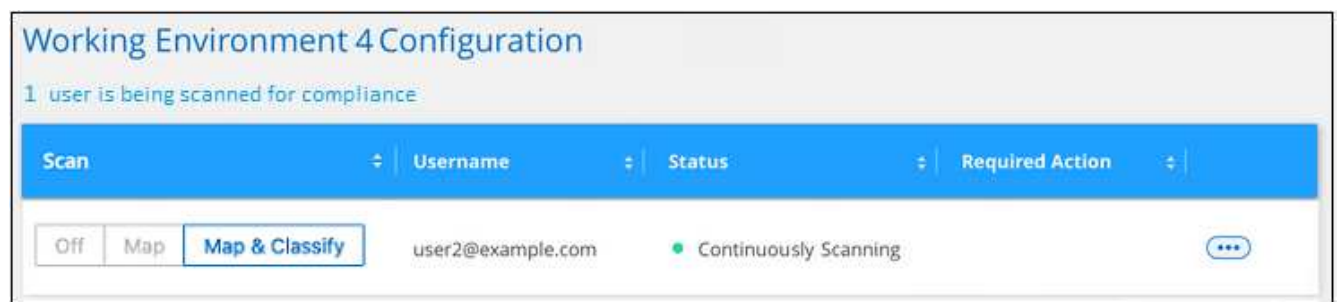 Working Environment 4 Configuration
1 user is being scanned for compliance
Scan Username Status Required Action
Off Map Map & Classify user2@example.com Continuously Scanning